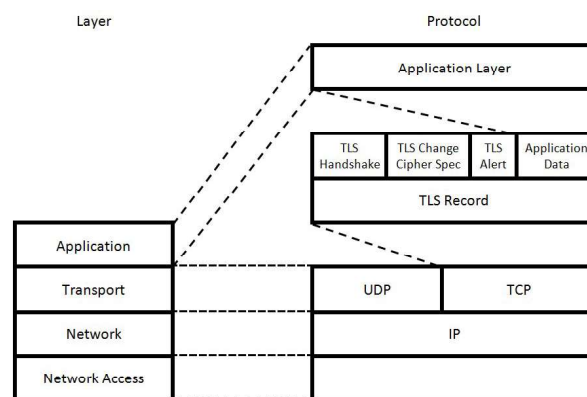 Layer Protocol
Application Layer
TLS Handshake
TLS Change Cipher Spec
TLS Alert
Application Data
TLS Record
Application
Transport
UDP
TCP
Network
IP
Network Access